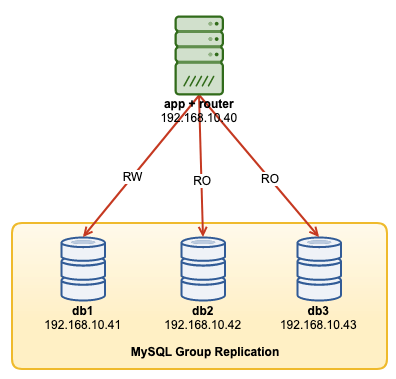 app + router
192.168.10.40
RW
RO
RO
db1
192.168.10.41
db2
192.168.10.42
db3
192.168.10.43
MySQL Group Replication